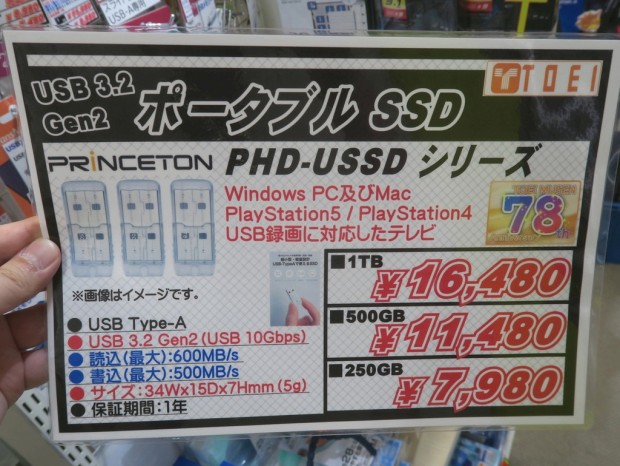 USB 3.2
Gen2
ポータブル SSD
TOEI
PRINCETON
PHD-USSD シリーズ
Windows PC及びMac
PlayStation5 / PlayStation4
USB録画に対応したテレビ
78th
※画像はイメージです。
● USB Type-A
● USB 3.2 Gen2 (USB 10Gbps)
● 読込(最大):600MB/s
● 書込(最大):500MB/s
● サイズ:34Wx15Dx7Hmm (5g)
● 保証期間:1年
■1TB
¥16,480
■500GB
¥11,480
■250GB
¥7,980